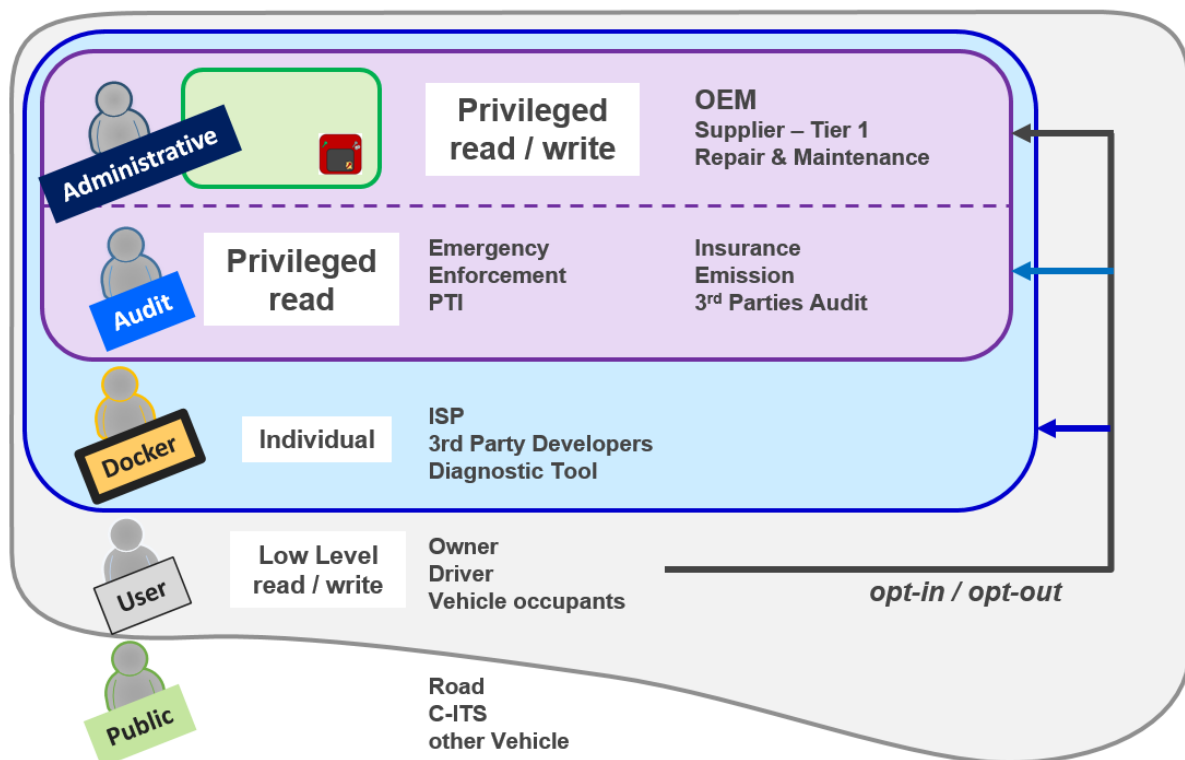 Administrative
Privileged
read / write
OEM
Supplier – Tier 1
Repair & Maintenance
Audit
Privileged
read
Emergency
Enforcement
PTI
Insurance
Emission
3rd Parties Audit
Docker
Individual
ISP
3rd Party Developers
Diagnostic Tool
User
Low Level
read / write
Owner
Driver
Vehicle occupants
opt-in / opt-out
Public
Road
C-ITS
other Vehicle